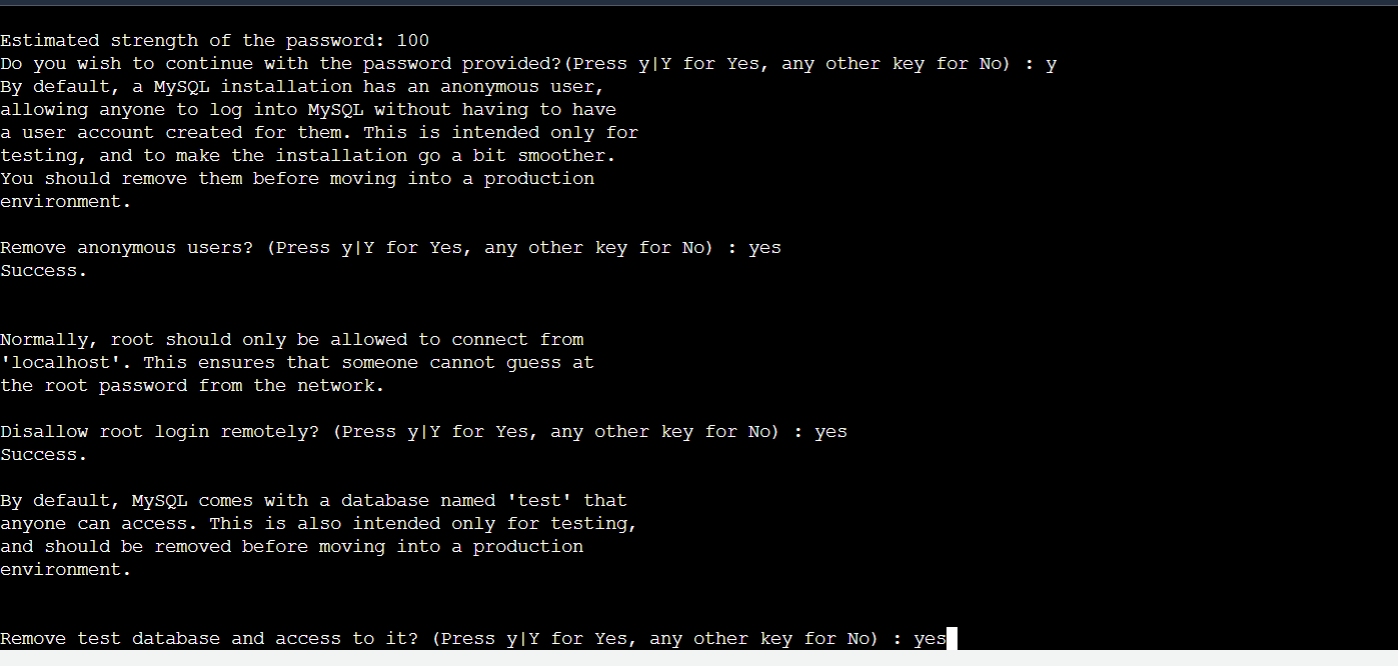 Estimated strength of the password: 100
Do you wish to continue with the password provided?(Press y|Y for Yes, any other key for No) : y
By default, a MySQL installation has an anonymous user,
allowing anyone to log into MySQL without having to have
a user account created for them. This is intended only for
testing, and to make the installation go a bit smoother.
You should remove them before moving into a production
environment.
Remove anonymous users? (Press y|Y for Yes, any other key for No) : yes
Success.
Normally, root should only be allowed to connect from
'localhost'. This ensures that someone cannot guess at
the root password from the network.
Disallow root login remotely? (Press y|Y for Yes, any other key for No) : yes
Success.
By default, MySQL comes with a database named 'test' that
anyone can access. This is also intended only for testing,
and should be removed before moving into a production
environment.
Remove test database and access to it? (Press y|Y for Yes, any other key for No) : yes